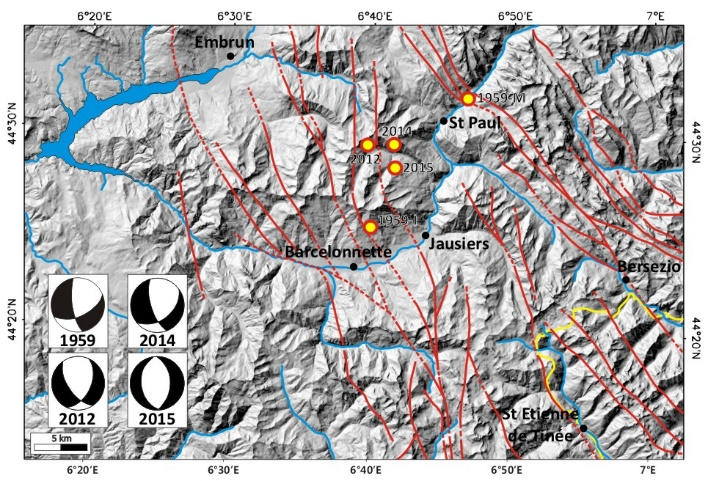 6°20'E 6°30'E 6°40'E 6°50'E 7°E
44°30'N
44°20'N
44°30'N
44°20'N
Embrun
1959-M
St Paul
2014
2012
2015
Jausiers
Barcelonnette
Bersezio
1959 2014
2012 2015
St Etienne
de Tinée
5 km
6°20'E 6°30'E 6°40'E 6°50'E 7°E